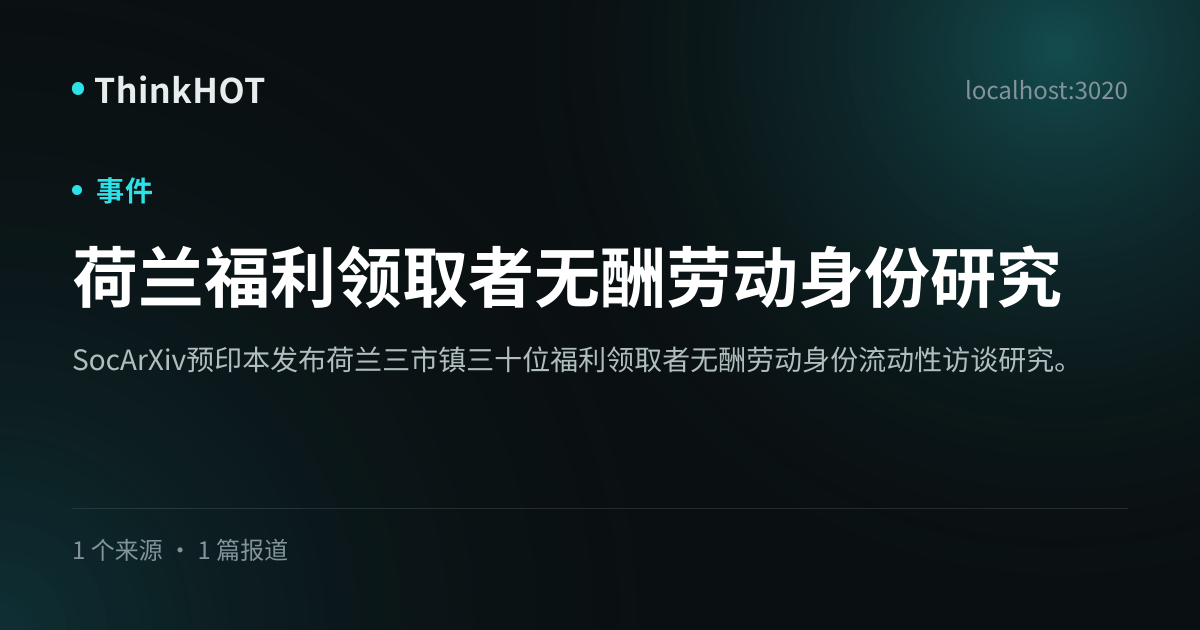 ThinkHOT
localhost:3020
事件
荷兰福利领取者无酬劳动身份研究
SocArXiv预印本发布荷兰三市镇三十位福利领取者无酬劳动身份流动性访谈研究。
1 个来源 · 1 篇报道